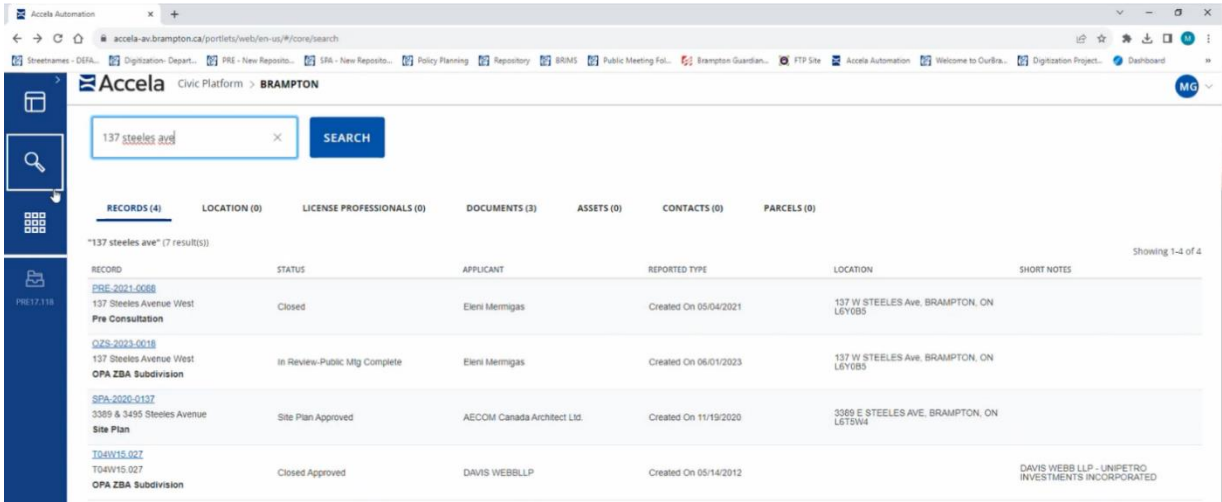 Accela Automation
accela-av.brampton.ca/portlets/web/en-us/#/core/search
Streetnames - DEFA... Digitization- Depart... PRE - New Reposito... SPA - New Reposito... Policy Planning Repository BRIMS Public Meeting Fol... Brampton Guardian... FTP Site Accela Automation Welcome to OurBra... Digitization Project... Dashboard »
Accela Civic Platform > BRAMPTON MG
137 steeles ave × SEARCH
RECORDS (4) LOCATION (0) LICENSE PROFESSIONALS (0) DOCUMENTS (3) ASSETS (0) CONTACTS (0) PARCELS (0)
"137 steeles ave" (7 result(s))
Showing 1-4 of 4
RECORD STATUS APPLICANT REPORTED TYPE LOCATION SHORT NOTES
PRE17.118
PRE-2021-0088
137 Steeles Avenue West Closed Eleni Mermigas Created On 05/04/2021 137 W STEELES Ave, BRAMPTON, ON
L6Y0B5
Pre Consultation
OZS-2023-0018
137 Steeles Avenue West In Review-Public Mtg Complete Eleni Mermigas Created On 06/01/2023 137 W STEELES Ave, BRAMPTON, ON
L6Y0B5
OPA ZBA Subdivision
SPA-2020-0137
3389 & 3495 Steeles Avenue Site Plan Approved AECOM Canada Architect Ltd. Created On 11/19/2020 3389 E STEELES AVE, BRAMPTON, ON
L6T5W4
Site Plan
T04W15.027
T04W15.027 Closed Approved DAVIS WEBBLLP Created On 05/14/2012 DAVIS WEBB LLP - UNIPETRO
INVESTMENTS INCORPORATED
OPA ZBA Subdivision